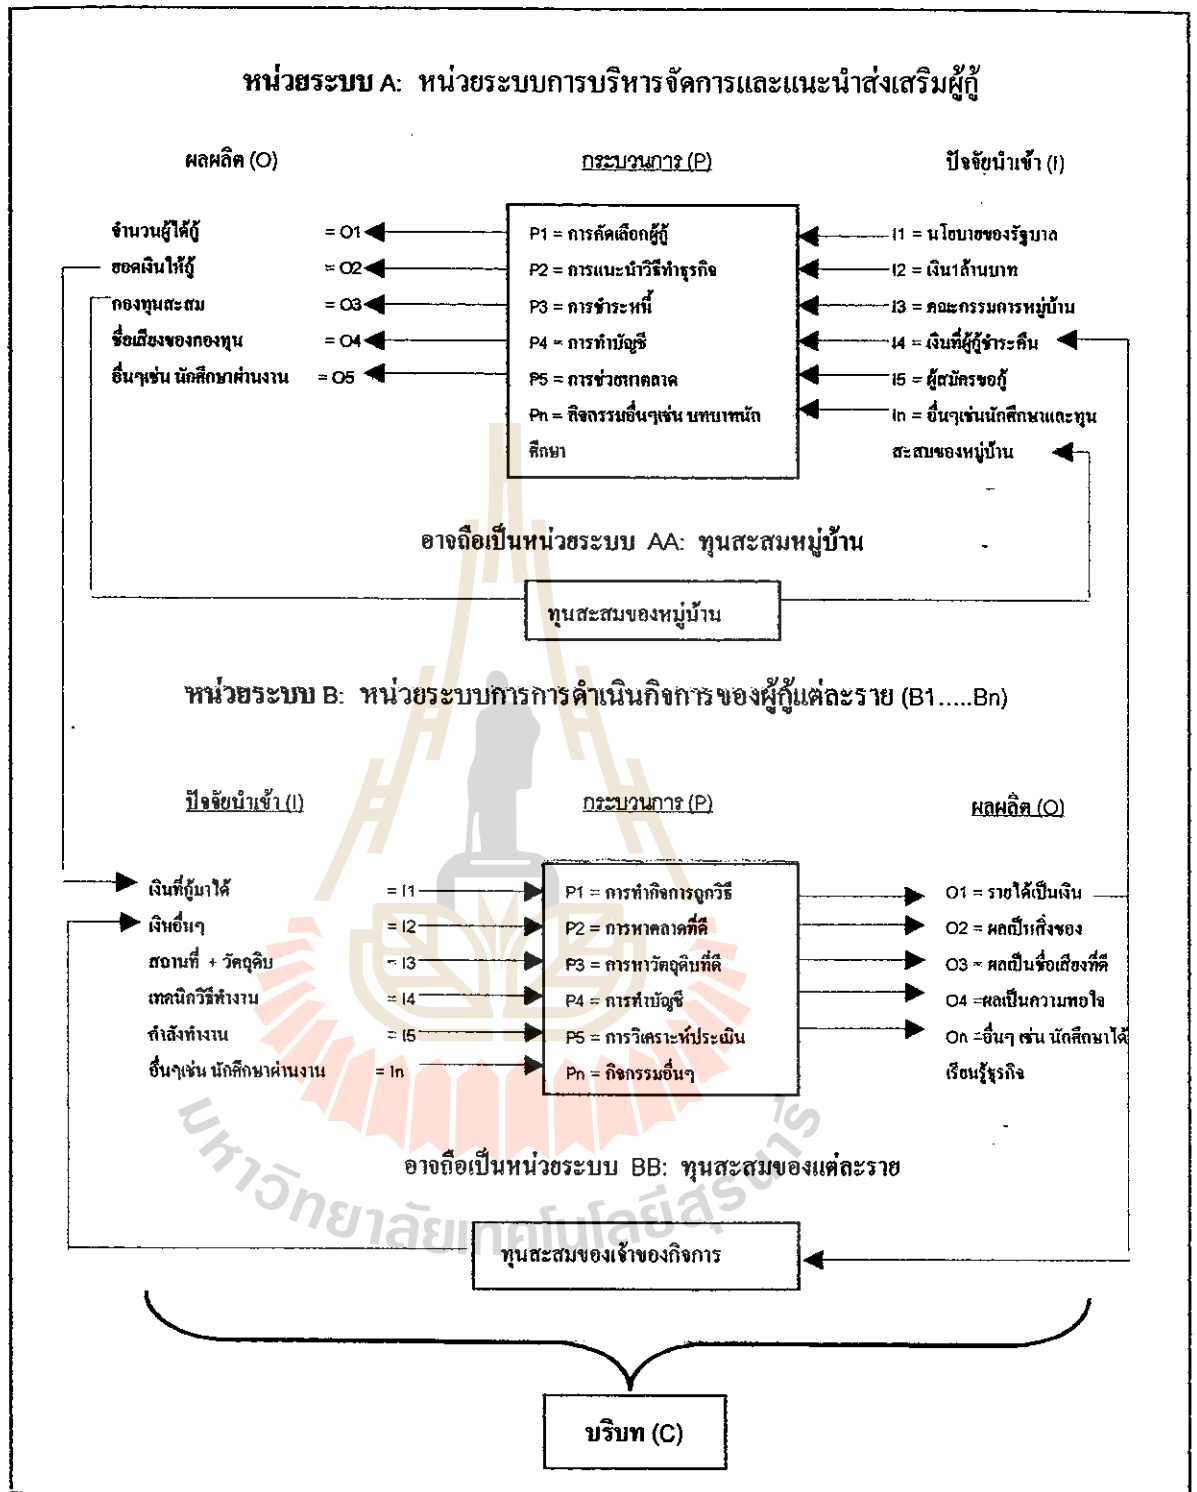 หน่วยระบบ A: หน่วยระบบการบริหารจัดการและแนะนำส่งเสริมผู้กู้
ผลผลิต (O) กระบวนการ (P) ปัจจัยนำเข้า (I)
จำนวนผู้ได้กู้ = O1 P1 = การคัดเลือกผู้กู้ I1 = นโยบายของรัฐบาล
ยอดเงินให้กู้ = O2 P2 = การแนะนำวิธีทำธุรกิจ I2 = เงิน1ล้านบาท
กองทุนสะสม = O3 P3 = การชำระหนี้ I3 = คณะกรรมการหมู่บ้าน
ชื่อเสียงของกองทุน = O4 P4 = การทำบัญชี I4 = เงินที่ผู้กู้ชำระคืน
อื่นๆเช่น นักศึกษาผ่านงาน = O5 P5 = การช่วยหาตลาด I5 = ผู้สมัครขอกู้
Pn = กิจกรรมอื่นๆเช่น บทบาทนัก In = อื่นๆเช่นนักศึกษาและทุน
ศึกษา สะสมของหมู่บ้าน
อาจถือเป็นหน่วยระบบ AA: ทุนสะสมหมู่บ้าน
ทุนสะสมของหมู่บ้าน
หน่วยระบบ B: หน่วยระบบการการดำเนินกิจการของผู้กู้แต่ละราย (B1.....Bn)
ปัจจัยนำเข้า (I) กระบวนการ (P) ผลผลิต (O)
เงินที่กู้มาได้ = I1 P1 = การทำกิจการถูกวิธี O1 = รายได้เป็นเงิน
เงินอื่นๆ = I2 P2 = การหาตลาดที่ดี O2 = ผลเป็นสิ่งของ
สถานที่ + วัตถุดิบ = I3 P3 = การหาวัตถุดิบที่ดี O3 = ผลเป็นชื่อเสียงที่ดี
เทคนิควิธีทำงาน = I4 P4 = การทำบัญชี O4 =ผลเป็นความพอใจ
กำลังทำงาน = I5 P5 = การวิเคราะห์ประเมิน On =อื่นๆ เช่น นักศึกษาได้
อื่นๆเช่น นักศึกษาผ่านงาน = In Pn = กิจกรรมอื่นๆ เรียนรู้ธุรกิจ
อาจถือเป็นหน่วยระบบ BB: ทุนสะสมของแต่ละราย
มหาวิทยาลัยเทคโนโลยีสุรนารี
ทุนสะสมของเจ้าของกิจการ
บริบท (C)